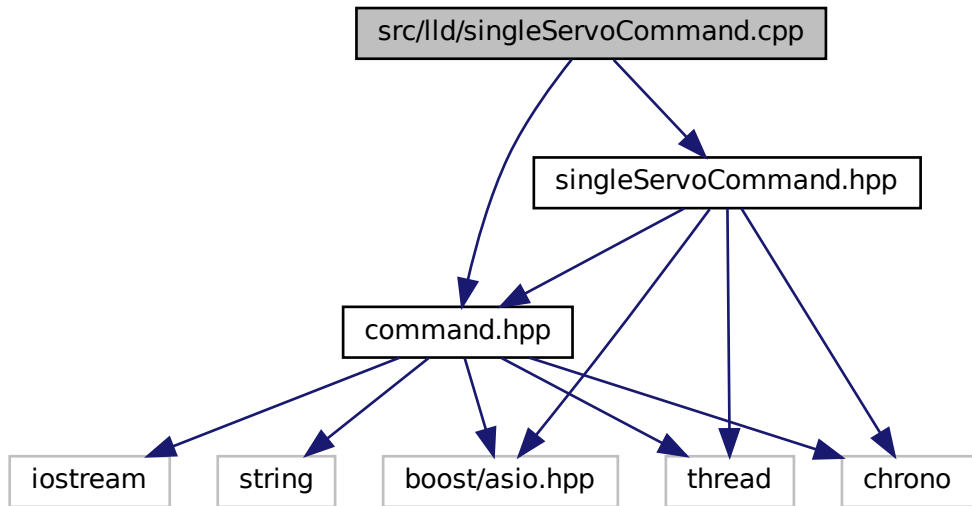 src/lld/singleServoCommand.cpp
singleServoCommand.hpp
command.hpp
iostream
string
boost/asio.hpp
thread
chrono